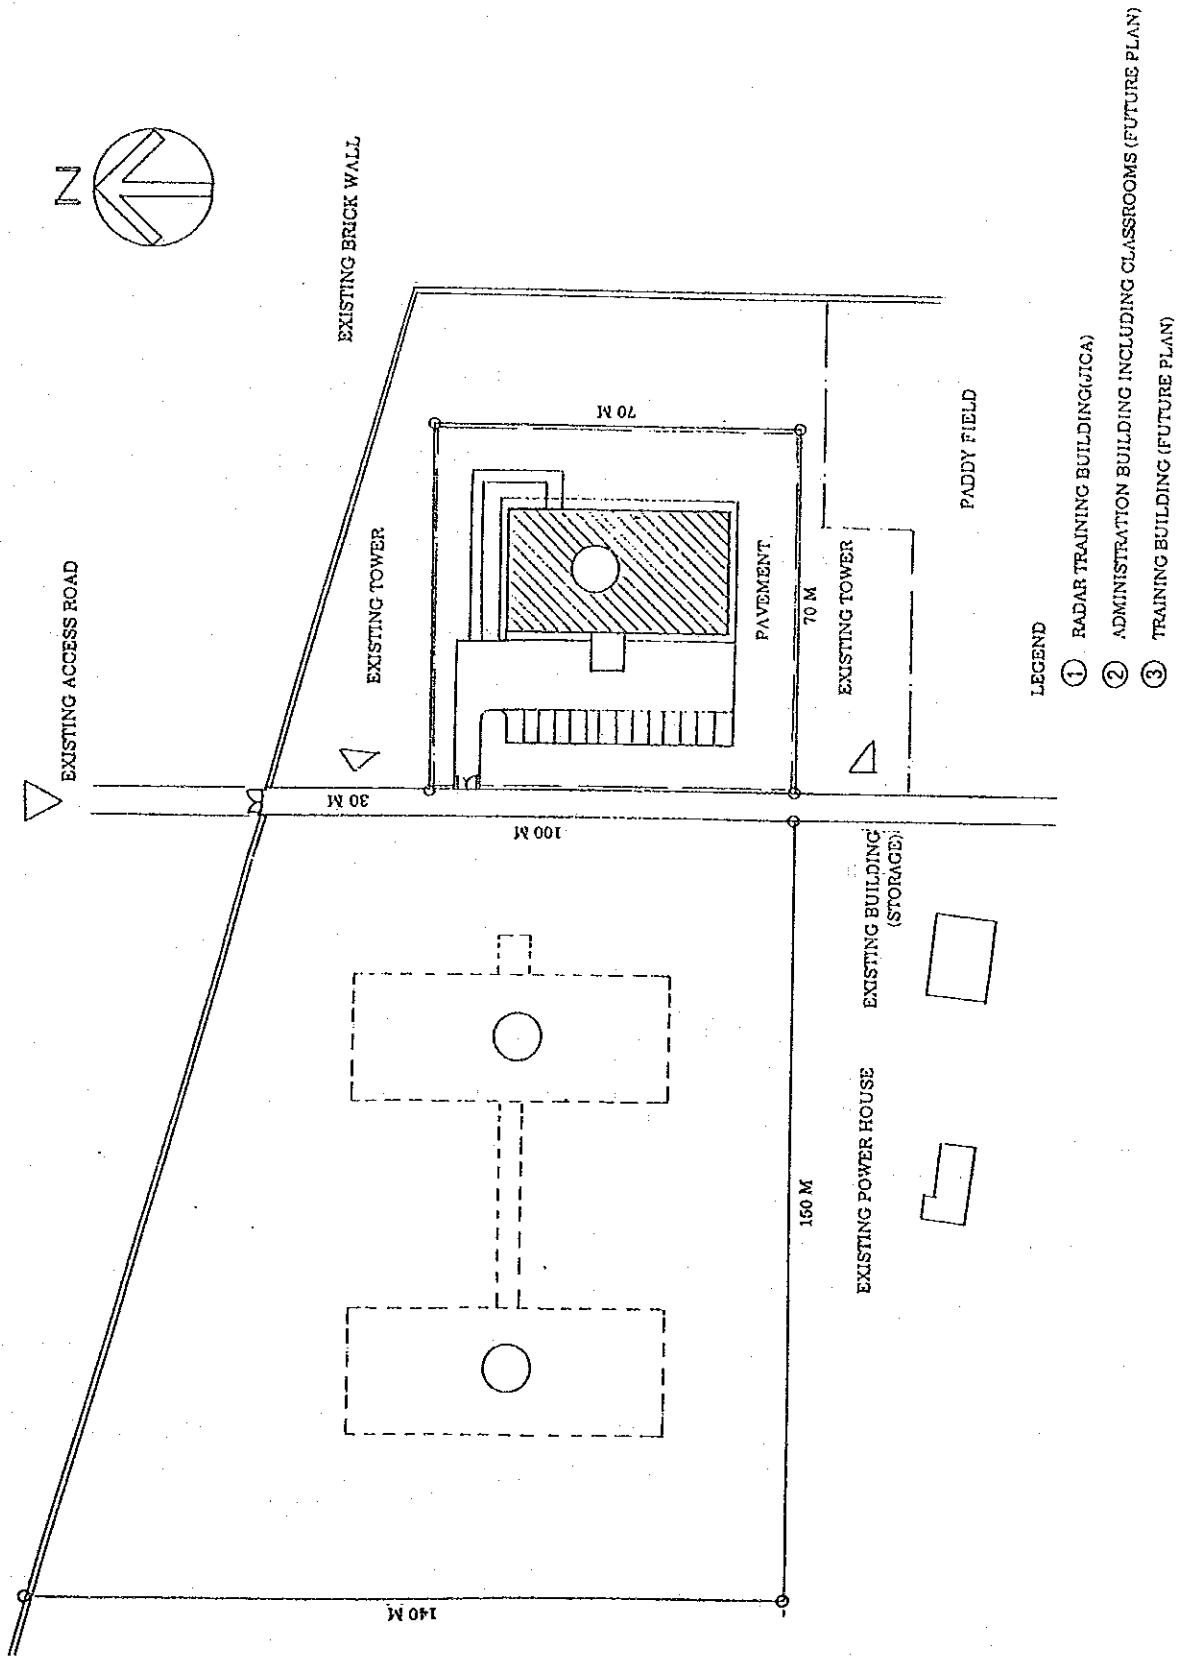 N
EXISTING ACCESS ROAD
EXISTING BRICK WALL
EXISTING TOWER
30 M
70 M
100 M
140 M
PAVEMENT
70 M
EXISTING TOWER
150 M
EXISTING POWER HOUSE
EXISTING BUILDING
(STORAGE)
PADDY FIELD
LEGEND
① RADAR TRAINING BUILDING(JICA)
② ADMINISTRATION BUILDING INCLUDING CLASSROOMS (FUTURE PLAN)
③ TRAINING BUILDING (FUTURE PLAN)